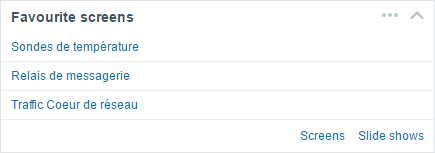 Favourite screens
Sondes de température
Relais de messagerie
Traffic Coeur de réseau
Screens Slide shows